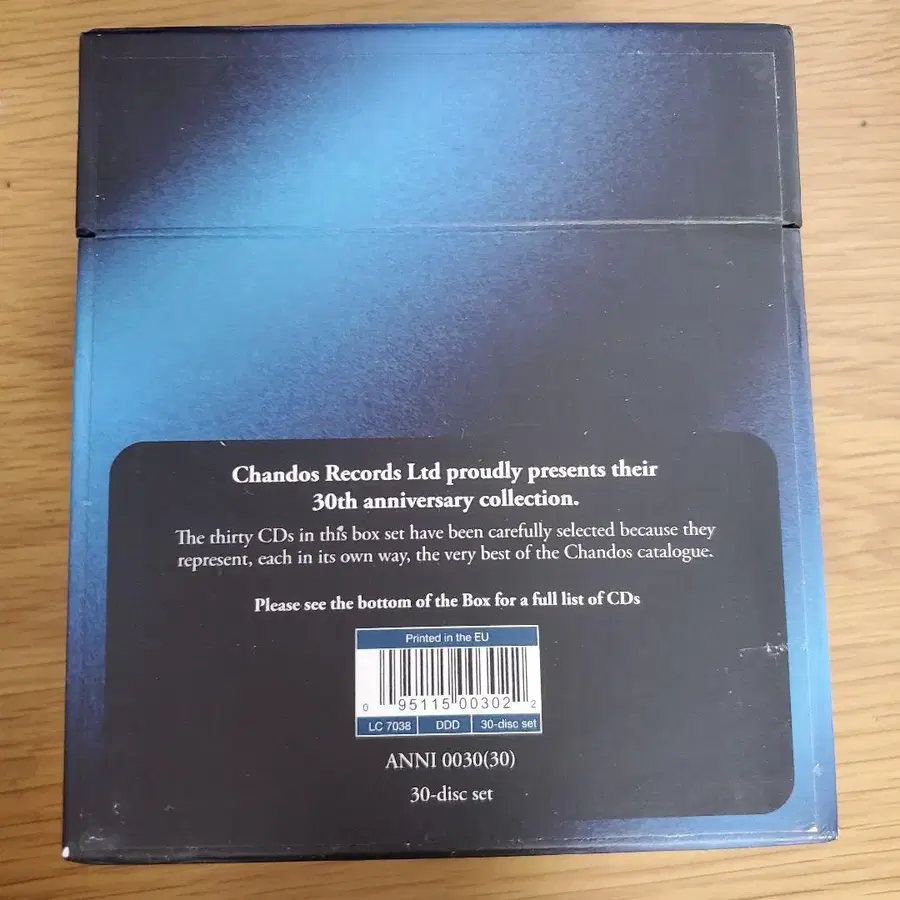 Chandos Records Ltd proudly presents their
30th anniversary collection.
The thirty CDs in this box set have been carefully selected because they
represent, each in its own way, the very best of the Chandos catalogue.
Please see the bottom of the Box for a full list of CDs
Printed in the EU
0 95115 00302 2
LC 7038 DDD 30-disc set
ANNI 0030(30)
30-disc set